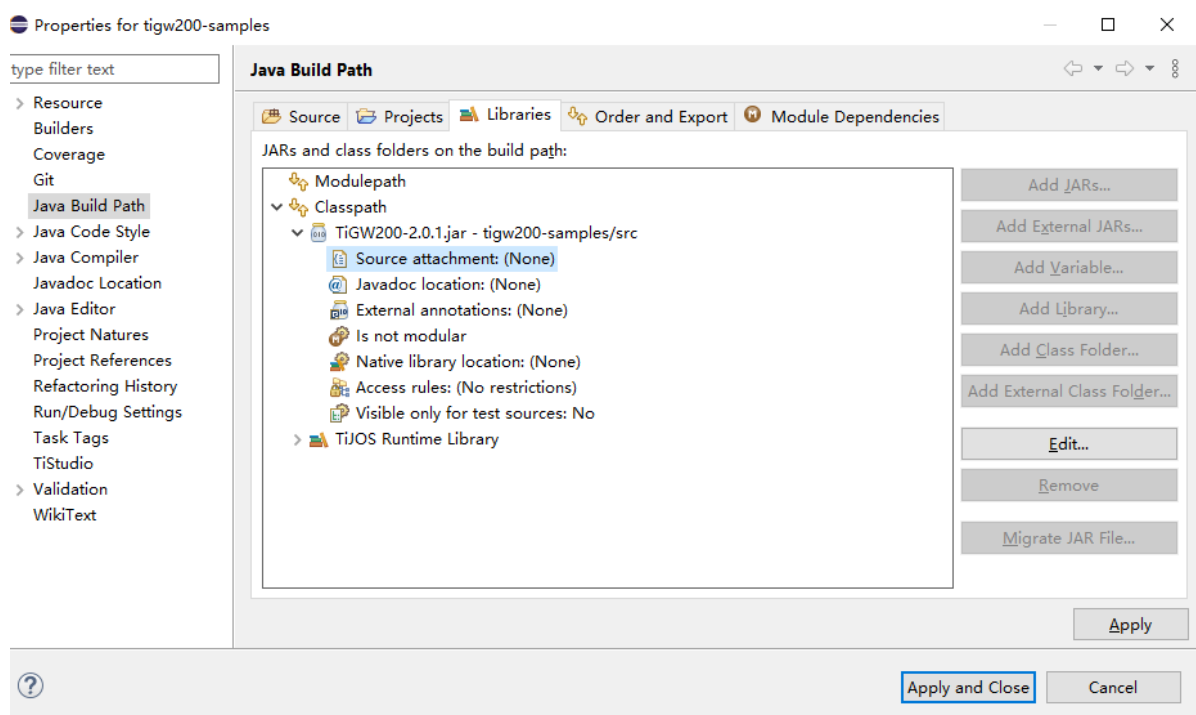 Properties for tigw200-samples
type filter text
Resource
Builders
Coverage
Git
Java Build Path
Java Code Style
Java Compiler
Javadoc Location
Java Editor
Project Natures
Project References
Refactoring History
Run/Debug Settings
Task Tags
TiStudio
Validation
WikiText
Java Build Path
Source Projects Libraries Order and Export Module Dependencies
JARs and class folders on the build path:
Modulepath
Classpath
TiGW200-2.0.1.jar - tigw200-samples/src
Source attachment: (None)
Javadoc location: (None)
External annotations: (None)
Is not modular
Native library location: (None)
Access rules: (No restrictions)
Visible only for test sources: No
TiJOS Runtime Library
Add JARs...
Add External JARs...
Add Variable...
Add Library...
Add Class Folder...
Add External Class Folder...
Edit...
Remove
Migrate JAR File...
Apply
Apply and Close
Cancel